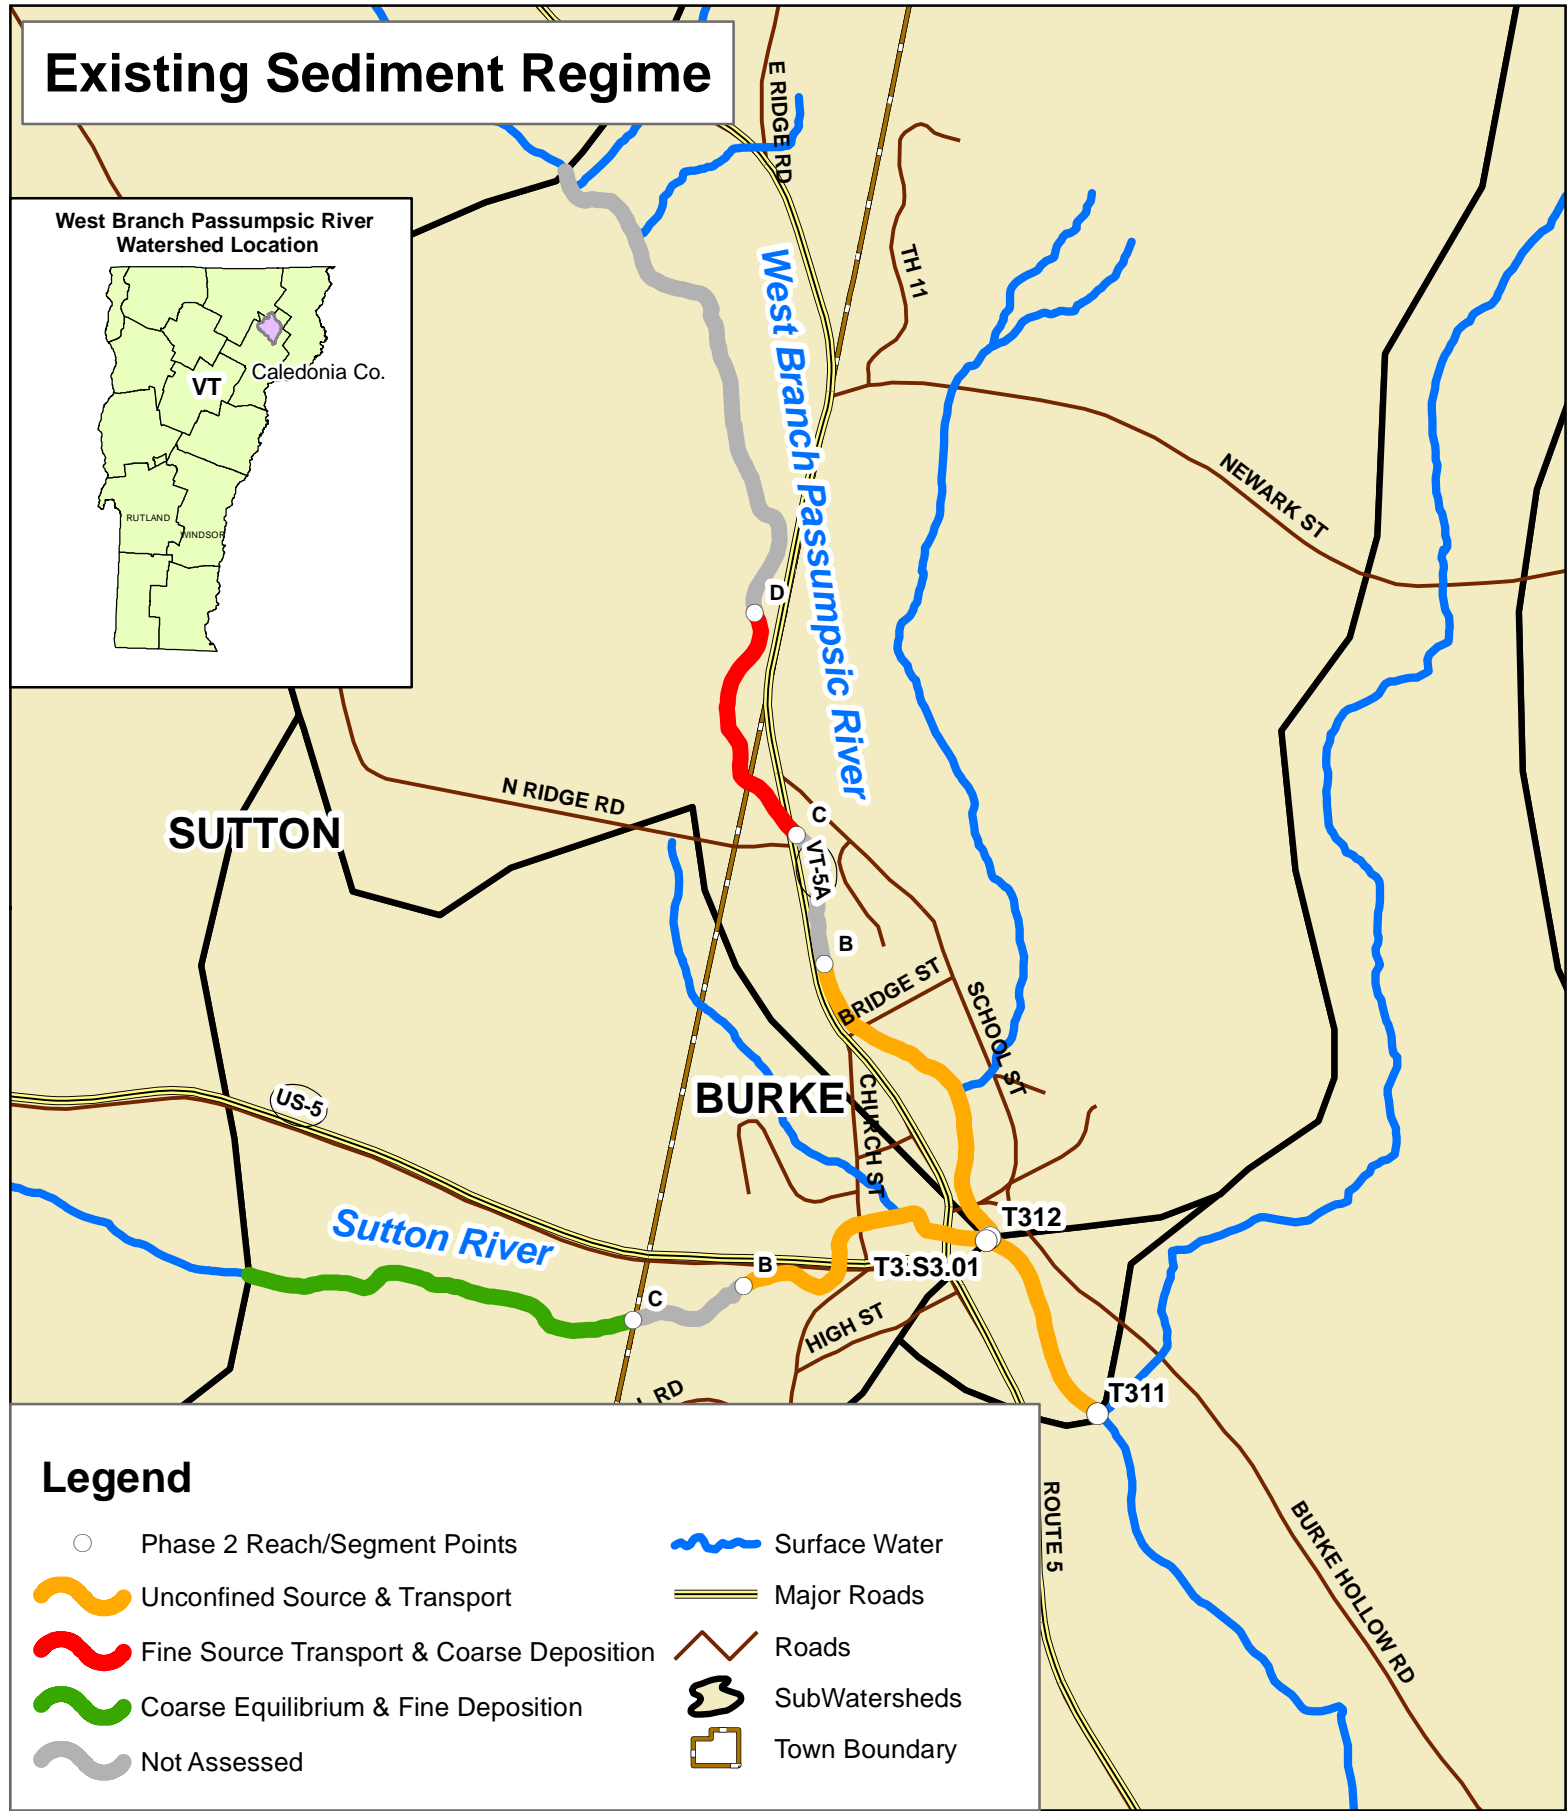 Existing Sediment Regime
E RIDGE RD
West Branch Passumpsic River
Watershed Location
VT
Caledonia Co.
RUTLAND
WINDSOR
TH 11
West Branch Passumpsic River
NEWARK ST
D
N RIDGE RD
SUTTON
C
VT-5A
B
BRIDGE ST
SCHOOL ST
BURKE
CHURCH ST
US-5
Sutton River
T312
T3.S3.01
B
C
HIGH ST
T311
RD
ROUTE 5
BURKE HOLLOW RD
Legend
Phase 2 Reach/Segment Points
Unconfined Source & Transport
Fine Source Transport & Coarse Deposition
Coarse Equilibrium & Fine Deposition
Not Assessed
Surface Water
Major Roads
Roads
SubWatersheds
Town Boundary